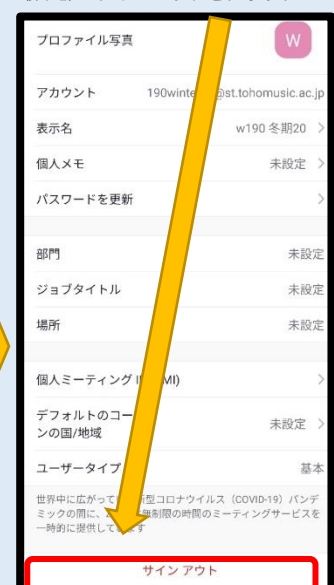 プロファイル写真
W
アカウント 190winte @st.tohomusic.ac.jp
表示名 w190 冬期20
個人メモ 未設定
パスワードを更新
部門 未設定
ジョブタイトル 未設定
場所 未設定
個人ミーティング MI)
デフォルトのコー 未設定
ンの国/地域
ユーザータイプ 基本
世界中に広がって 新型コロナウイルス（COVID-19）パンデ
ミックの間に、 無制限の時間のミーティングサービスを
一時的に提供して ます
サイン アウト